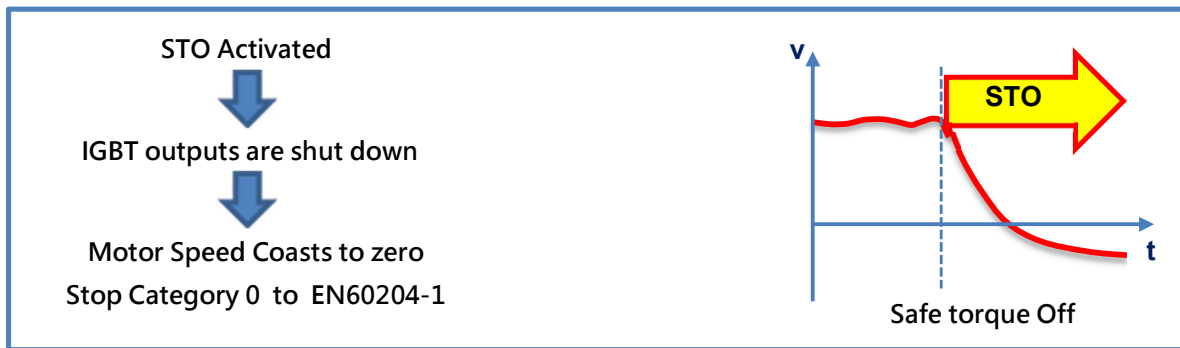 STO Activated
IGBT outputs are shut down
Motor Speed Coasts to zero
Stop Category 0 to EN60204-1
v
STO
t
Safe torque Off